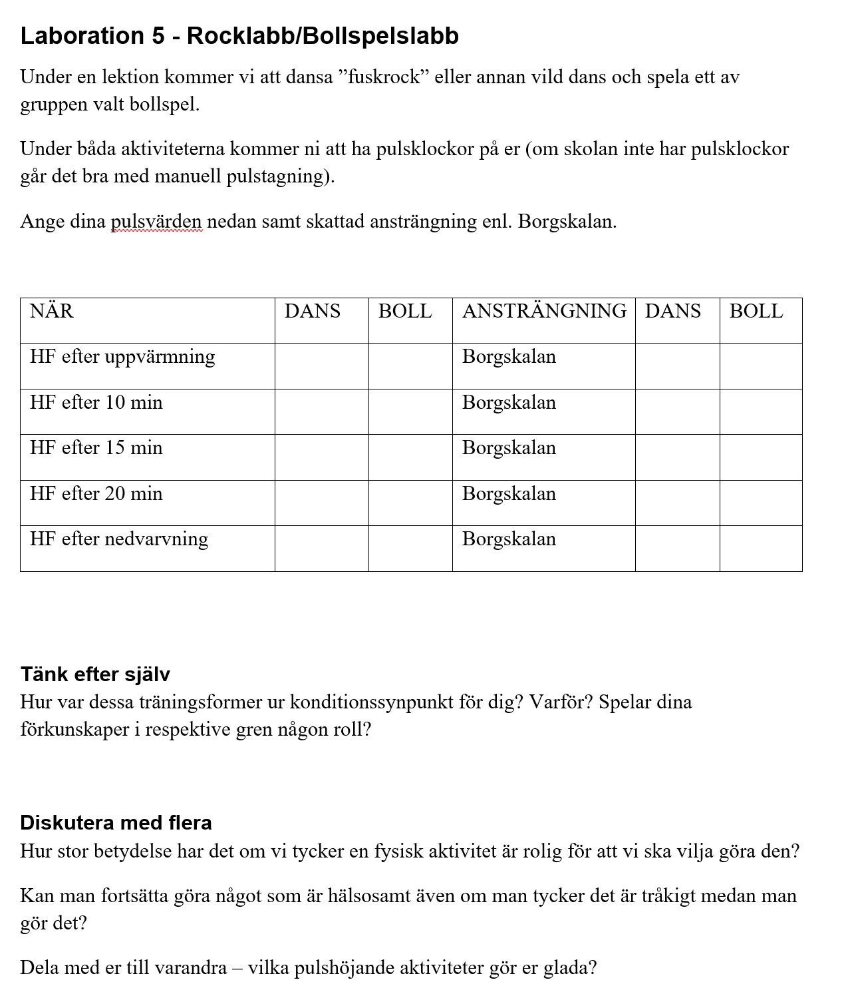 Laboration 5 - Rocklabb/Bollspelslabb
Under en lektion kommer vi att dansa ”fuskrock” eller annan vild dans och spela ett av
gruppen valt bollspel.
Under båda aktiviteterna kommer ni att ha pulsklockor på er (om skolan inte har pulsklockor
går det bra med manuell pulstagning).
Ange dina pulsvärden nedan samt skattad ansträngning enl. Borgskalan.
NÄR DANS BOLL ANSTRÄNGNING DANS BOLL
HF efter uppvärmning Borgskalan
HF efter 10 min Borgskalan
HF efter 15 min Borgskalan
HF efter 20 min Borgskalan
HF efter nedvarvning Borgskalan
Tänk efter själv
Hur var dessa träningsformer ur konditionssynpunkt för dig? Varför? Spelar dina
förkunskaper i respektive gren någon roll?
Diskutera med flera
Hur stor betydelse har det om vi tycker en fysisk aktivitet är rolig för att vi ska vilja göra den?
Kan man fortsätta göra något som är hälsosamt även om man tycker det är tråkigt medan man
gör det?
Dela med er till varandra – vilka pulshöjande aktiviteter gör er glada?